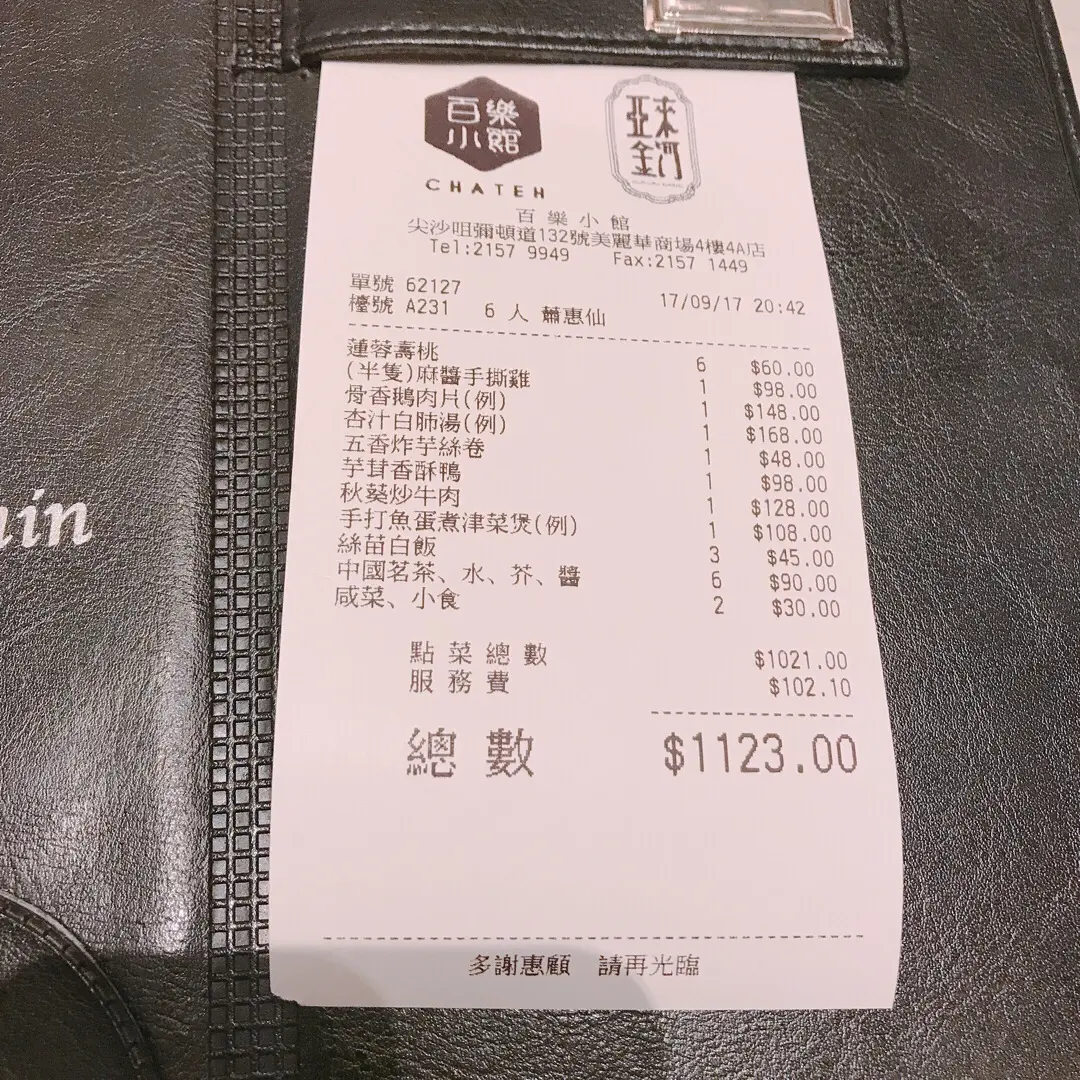 百樂
小館
CHATEH
亞來
鍋
百樂小館
尖沙咀彌頓道132號美麗華商場4樓4A店
Tel:2157 9949 Fax:2157 1449
單號 62127 17/09/17 20:42
檯號 A231 6 人 蕭惠仙
蓮蓉壽桃 6 $60.00
(半隻)麻醬手撕雞 1 $98.00
骨香鵝肉片(例) 1 $148.00
杏汁白肺湯(例) 1 $168.00
五香炸芋絲卷 1 $48.00
芋茸香酥鴨 1 $98.00
秋葵炒牛肉 1 $128.00
手打魚蛋煮津菜煲(例) 1 $108.00
絲苗白飯 3 $45.00
中國茗茶、水、芥、醬 6 $90.00
咸菜、小食 2 $30.00
點菜總數 $1021.00
服務費 $102.10
總數 $1123.00
多謝惠顧 請再光臨